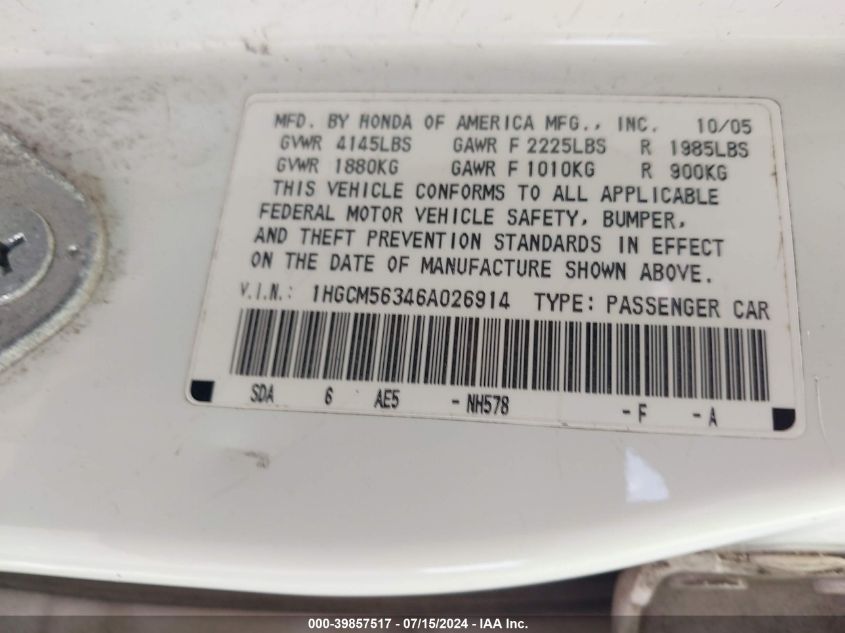 MFD. BY HONDA OF AMERICA MFG., INC. 10/05
GVWR 4145LBS GAWR F 2225LBS R 1985LBS
GVWR 1880KG GAWR F 1010KG R 900KG
THIS VEHICLE CONFORMS TO ALL APPLICABLE
FEDERAL MOTOR VEHICLE SAFETY, BUMPER,
AND THEFT PREVENTION STANDARDS IN EFFECT
ON THE DATE OF MANUFACTURE SHOWN ABOVE.
V.I.N.: 1HGCM56346A026914 TYPE: PASSENGER CAR
SDA 6 AE5 - NH578 - F - A
000-39857517 - 07/15/2024 - IAA Inc.